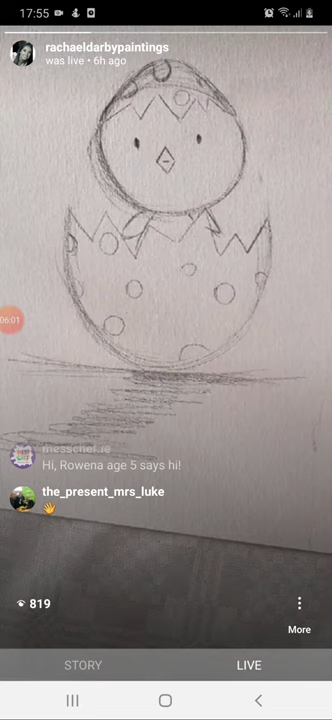 17:55
rachaeldarbypaintings
was live • 6h ago
06:01
messchef.ie
Hi, Rowena age 5 says hi!
the_present_mrs_luke
👋
819
More
STORY
LIVE